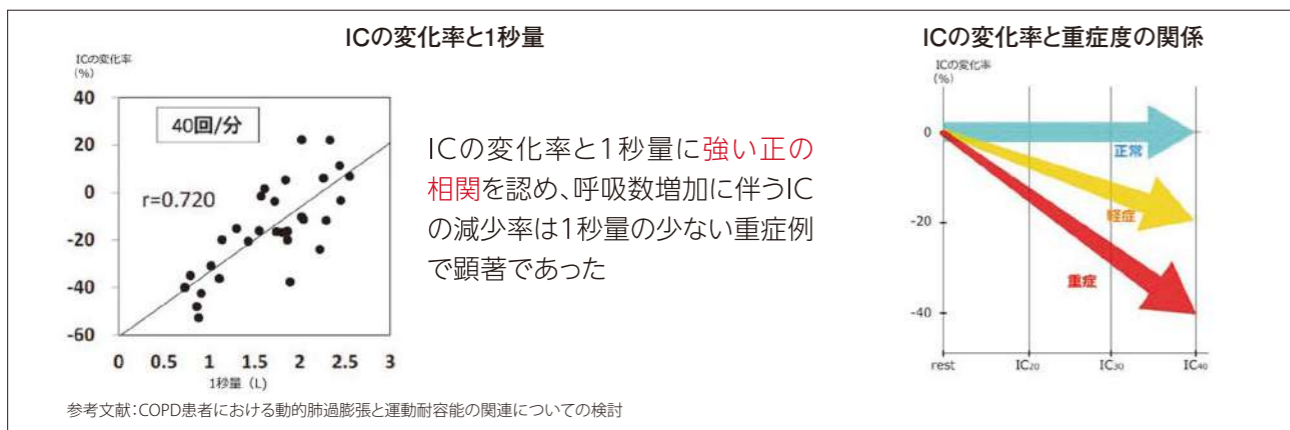 ICの変化率と1秒量
ICの変化率
(%)
40
20
0
-20
-40
-60
40回/分
r=0.720
0 0.5 1 1.5 2 2.5 3
1秒量(L)
ICの変化率と1秒量に強い正の
相関を認め、呼吸数増加に伴うIC
の減少率は1秒量の少ない重症例
で顕著であった
ICの変化率と重症度の関係
ICの変化率
(%)
0
-20
-40
正常
軽症
重症
rest IC20 IC30 IC40
参考文献:COPD患者における動的肺過膨張と運動耐容能の関連についての検討